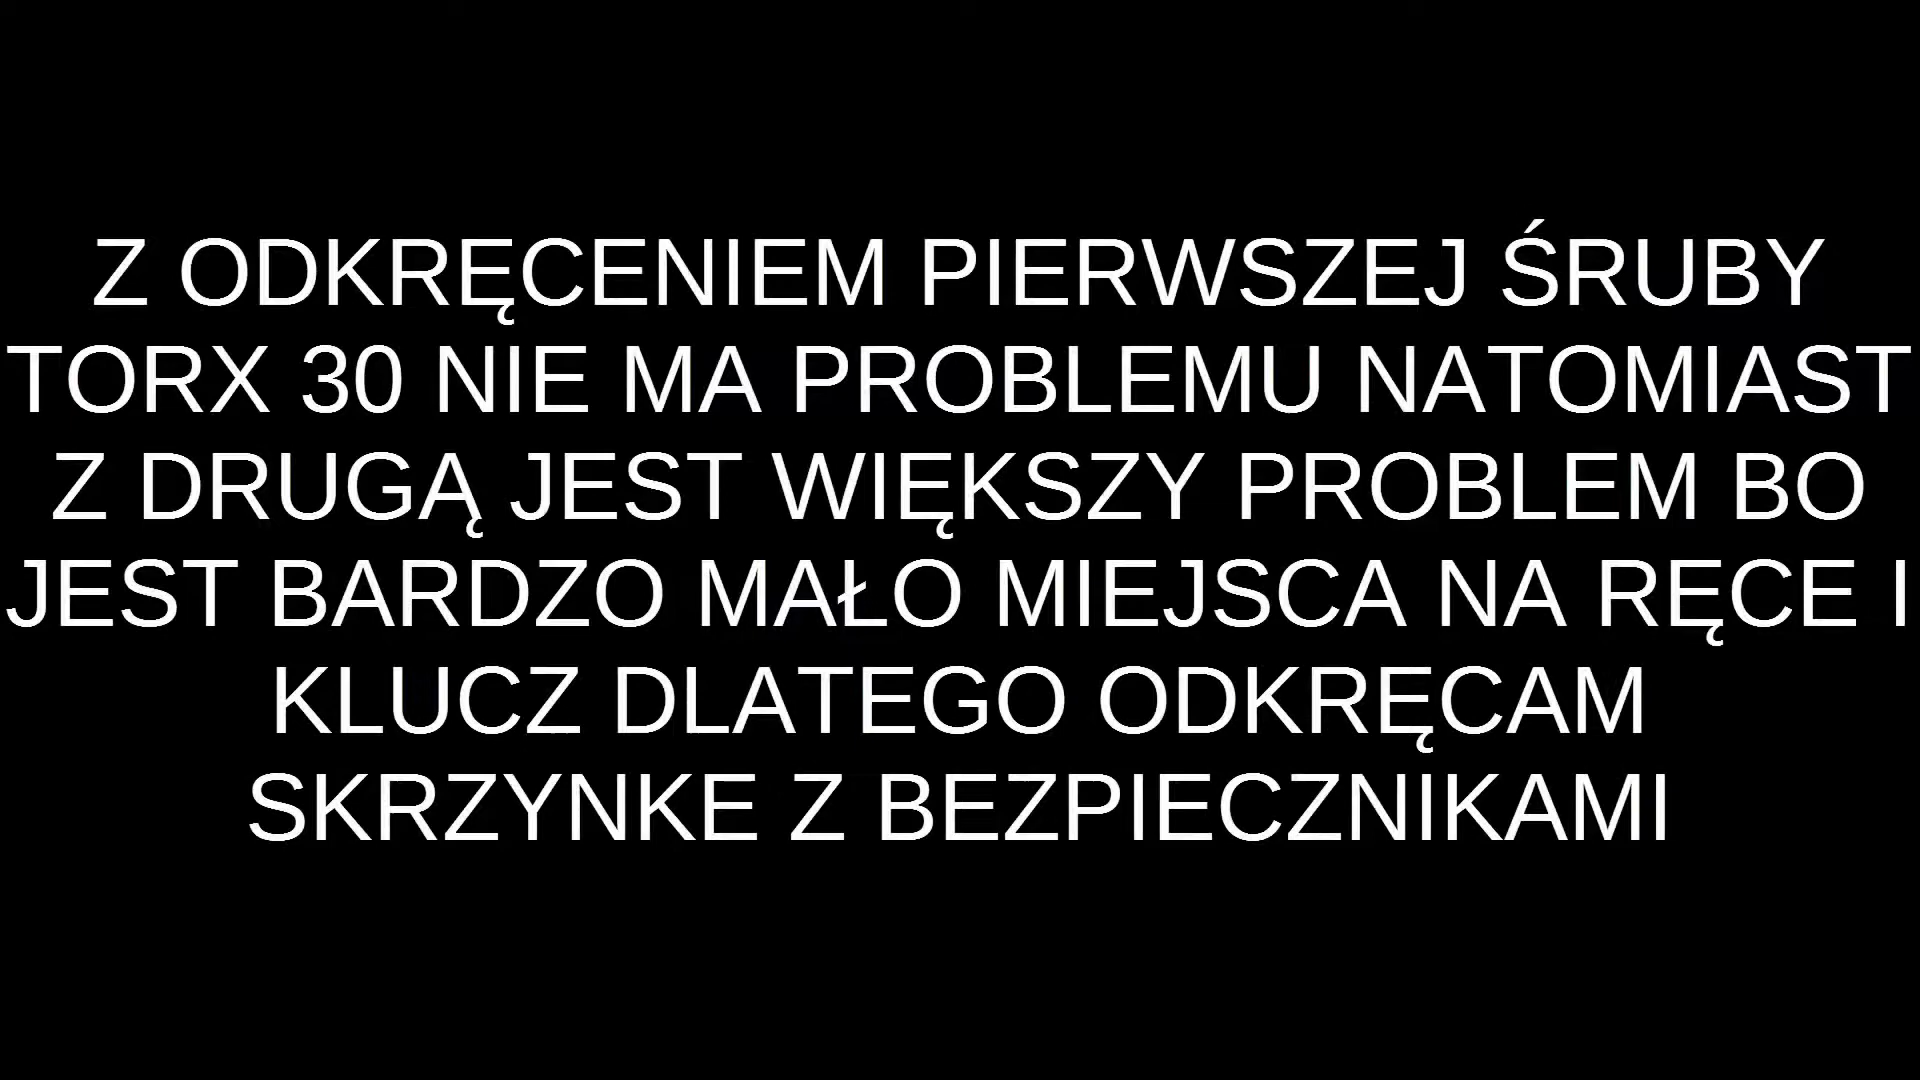 Z ODKRĘCENIEM PIERWSZEJ ŚRUBY
TORX 30 NIE MA PROBLEMU NATOMIAST
Z DRUGĄ JEST WIĘKSZY PROBLEM BO
JEST BARDZO MAŁO MIEJSCA NA RĘCE I
KLUCZ DLATEGO ODKRĘCAM
SKRZYNKE Z BEZPIECZNIKAMI